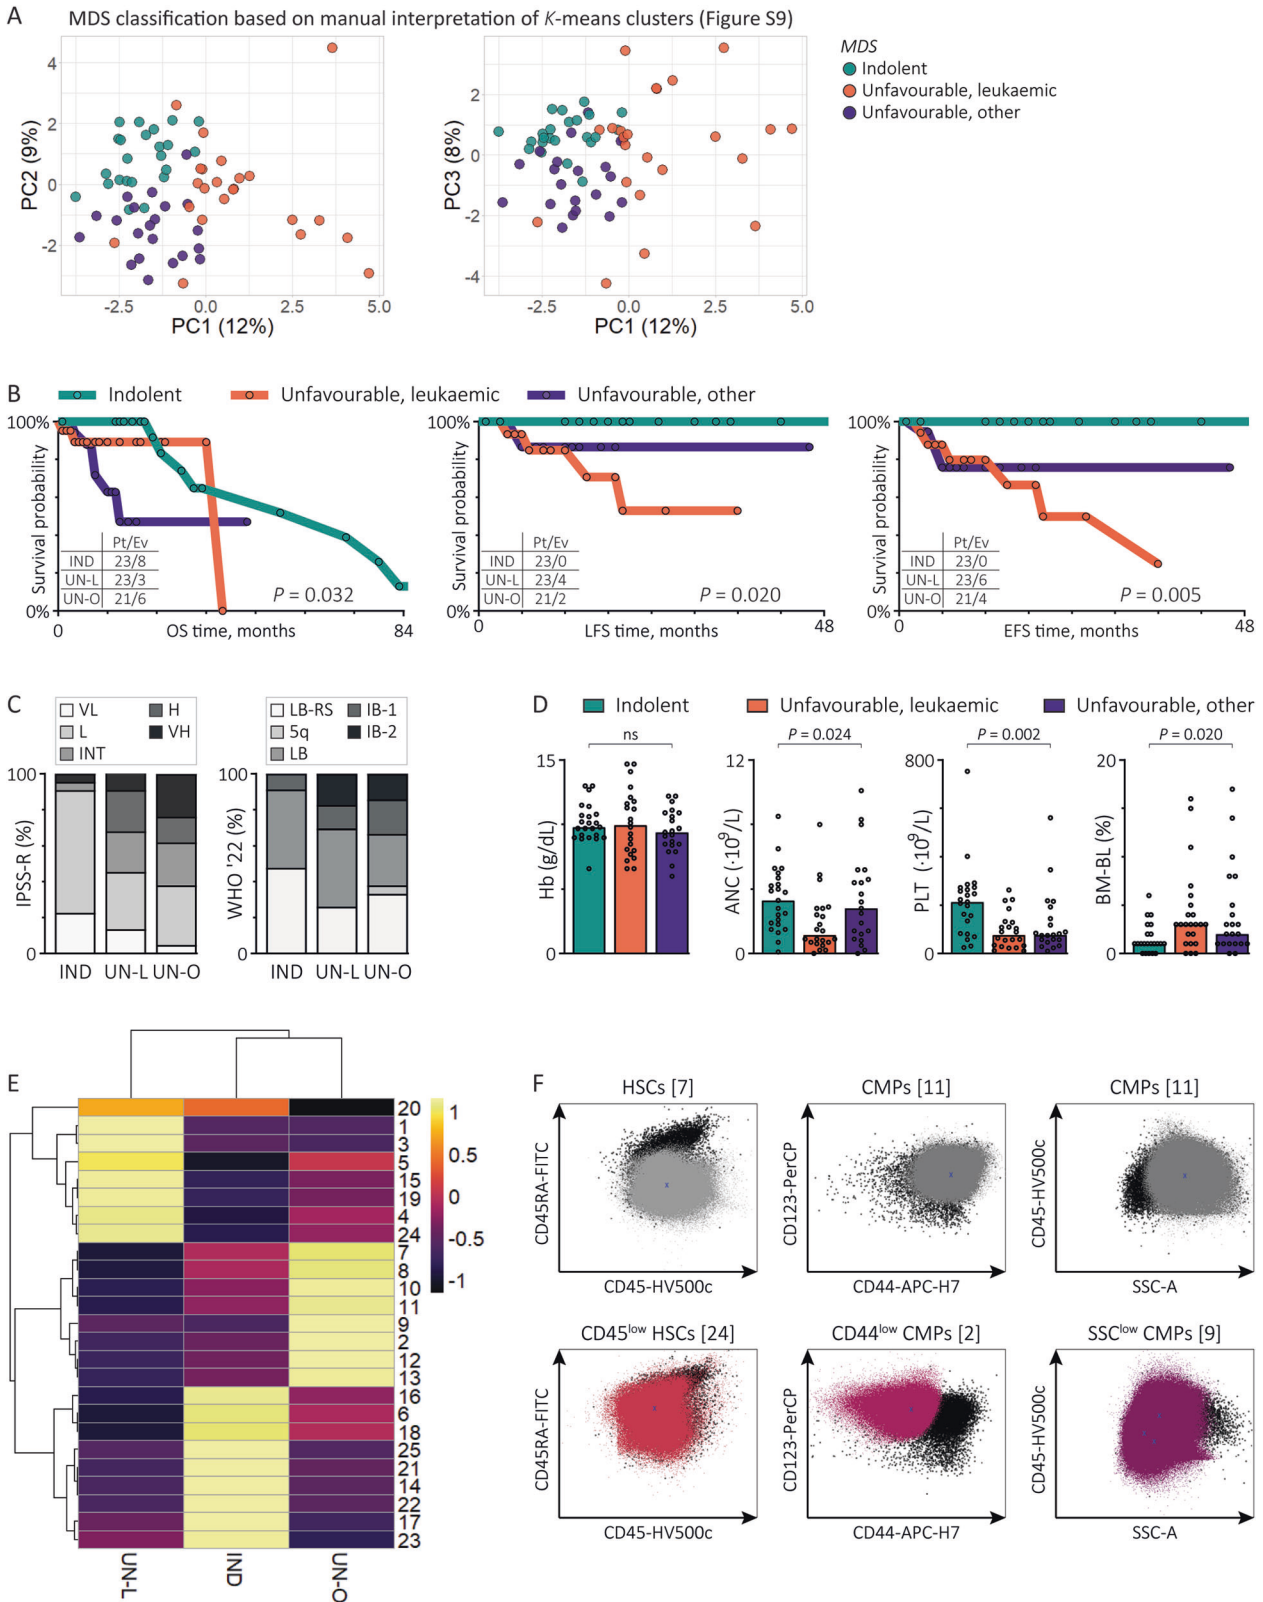 A
MDS classification based on manual interpretation of K-means clusters (Figure S9)
4
2
0
-2
PC2 (9%)
-2.5
0.0
2.5
5.0
PC1 (12%)
2
0
-2
-4
PC3 (8%)
-2.5
0.0
2.5
5.0
PC1 (12%)
MDS
Indolent
Unfavourable, leukaemic
Unfavourable, other
B
Indolent
Unfavourable, leukaemic
Unfavourable, other
100%
Survival probability
0%
Pt/Ev
IND 23/8
UN-L 23/3
UN-O 21/6
P = 0.032
0
OS time, months
84
100%
Survival probability
0%
Pt/Ev
IND 23/0
UN-L 23/4
UN-O 21/2
P = 0.020
0
LFS time, months
48
100%
Survival probability
0%
Pt/Ev
IND 23/0
UN-L 23/6
UN-O 21/4
P = 0.005
0
EFS time, months
48
C
VL
H
L
VH
INT
100
IPSS-R (%)
0
IND
UN-L
UN-O
LB-RS
IB-1
5q
IB-2
LB
100
WHO '22 (%)
0
IND
UN-L
UN-O
D
Indolent
Unfavourable, leukaemic
Unfavourable, other
ns
15
Hb (g/dL)
0
P = 0.024
12
ANC (·10⁹/L)
0
P = 0.002
800
PLT (·10⁹/L)
0
P = 0.020
20
BM-BL (%)
0
E
20
1
3
5
15
19
4
24
7
8
10
11
9
2
12
13
16
6
18
25
21
14
22
17
23
UN-L
IND
UN-O
1
0.5
0
-0.5
-1
F
HSCs [7]
CD45RA-FITC
CD45-HV500c
CMPs [11]
CD123-PerCP
CD44-APC-H7
CMPs [11]
CD45-HV500c
SSC-A
CD45ˡᵒʷ HSCs [24]
CD45RA-FITC
CD45-HV500c
CD44ˡᵒʷ CMPs [2]
CD123-PerCP
CD44-APC-H7
SSCˡᵒʷ CMPs [9]
CD45-HV500c
SSC-A